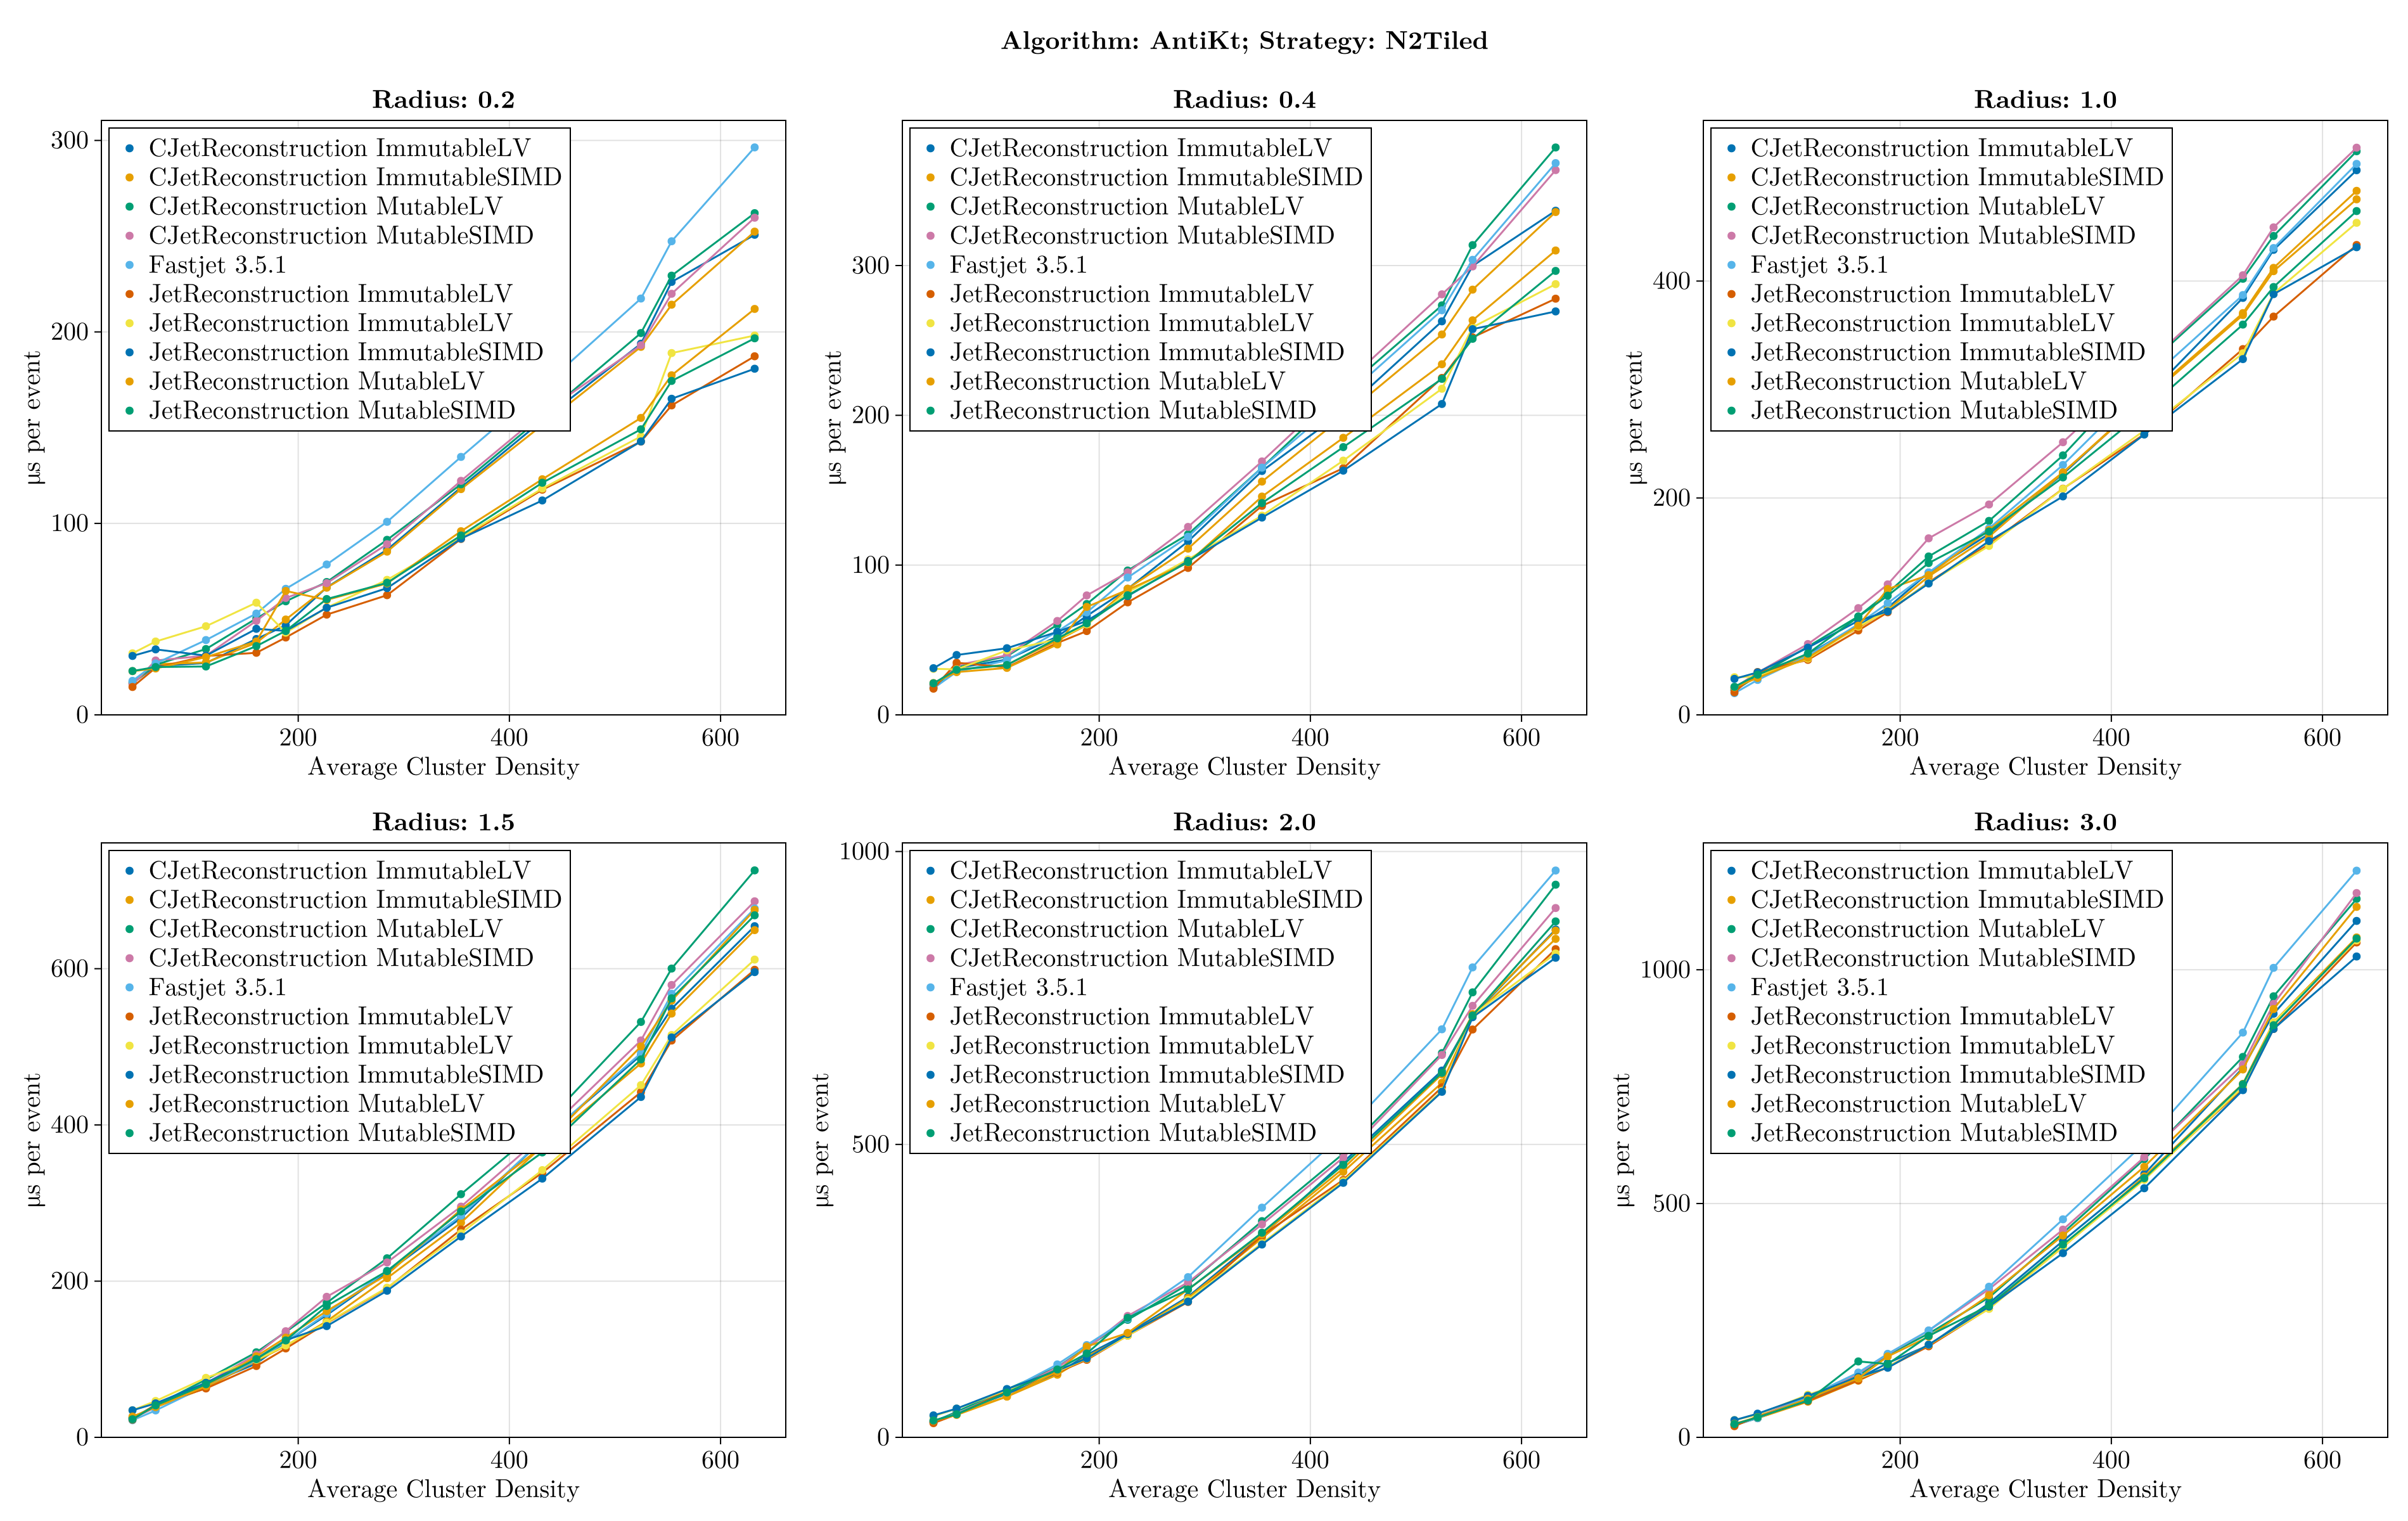 Algorithm: AntiKt; Strategy: N2Tiled
Radius: 0.2
300
200
100
0
µs per event
CJetReconstruction ImmutableLV
CJetReconstruction ImmutableSIMD
CJetReconstruction MutableLV
CJetReconstruction MutableSIMD
Fastjet 3.5.1
JetReconstruction ImmutableLV
JetReconstruction ImmutableLV
JetReconstruction ImmutableSIMD
JetReconstruction MutableLV
JetReconstruction MutableSIMD
200 400 600
Average Cluster Density
Radius: 0.4
300
200
100
0
µs per event
CJetReconstruction ImmutableLV
CJetReconstruction ImmutableSIMD
CJetReconstruction MutableLV
CJetReconstruction MutableSIMD
Fastjet 3.5.1
JetReconstruction ImmutableLV
JetReconstruction ImmutableLV
JetReconstruction ImmutableSIMD
JetReconstruction MutableLV
JetReconstruction MutableSIMD
200 400 600
Average Cluster Density
Radius: 1.0
400
200
0
µs per event
CJetReconstruction ImmutableLV
CJetReconstruction ImmutableSIMD
CJetReconstruction MutableLV
CJetReconstruction MutableSIMD
Fastjet 3.5.1
JetReconstruction ImmutableLV
JetReconstruction ImmutableLV
JetReconstruction ImmutableSIMD
JetReconstruction MutableLV
JetReconstruction MutableSIMD
200 400 600
Average Cluster Density
Radius: 1.5
600
400
200
0
µs per event
CJetReconstruction ImmutableLV
CJetReconstruction ImmutableSIMD
CJetReconstruction MutableLV
CJetReconstruction MutableSIMD
Fastjet 3.5.1
JetReconstruction ImmutableLV
JetReconstruction ImmutableLV
JetReconstruction ImmutableSIMD
JetReconstruction MutableLV
JetReconstruction MutableSIMD
200 400 600
Average Cluster Density
Radius: 2.0
1000
500
0
µs per event
CJetReconstruction ImmutableLV
CJetReconstruction ImmutableSIMD
CJetReconstruction MutableLV
CJetReconstruction MutableSIMD
Fastjet 3.5.1
JetReconstruction ImmutableLV
JetReconstruction ImmutableLV
JetReconstruction ImmutableSIMD
JetReconstruction MutableLV
JetReconstruction MutableSIMD
200 400 600
Average Cluster Density
Radius: 3.0
1000
500
0
µs per event
CJetReconstruction ImmutableLV
CJetReconstruction ImmutableSIMD
CJetReconstruction MutableLV
CJetReconstruction MutableSIMD
Fastjet 3.5.1
JetReconstruction ImmutableLV
JetReconstruction ImmutableLV
JetReconstruction ImmutableSIMD
JetReconstruction MutableLV
JetReconstruction MutableSIMD
200 400 600
Average Cluster Density